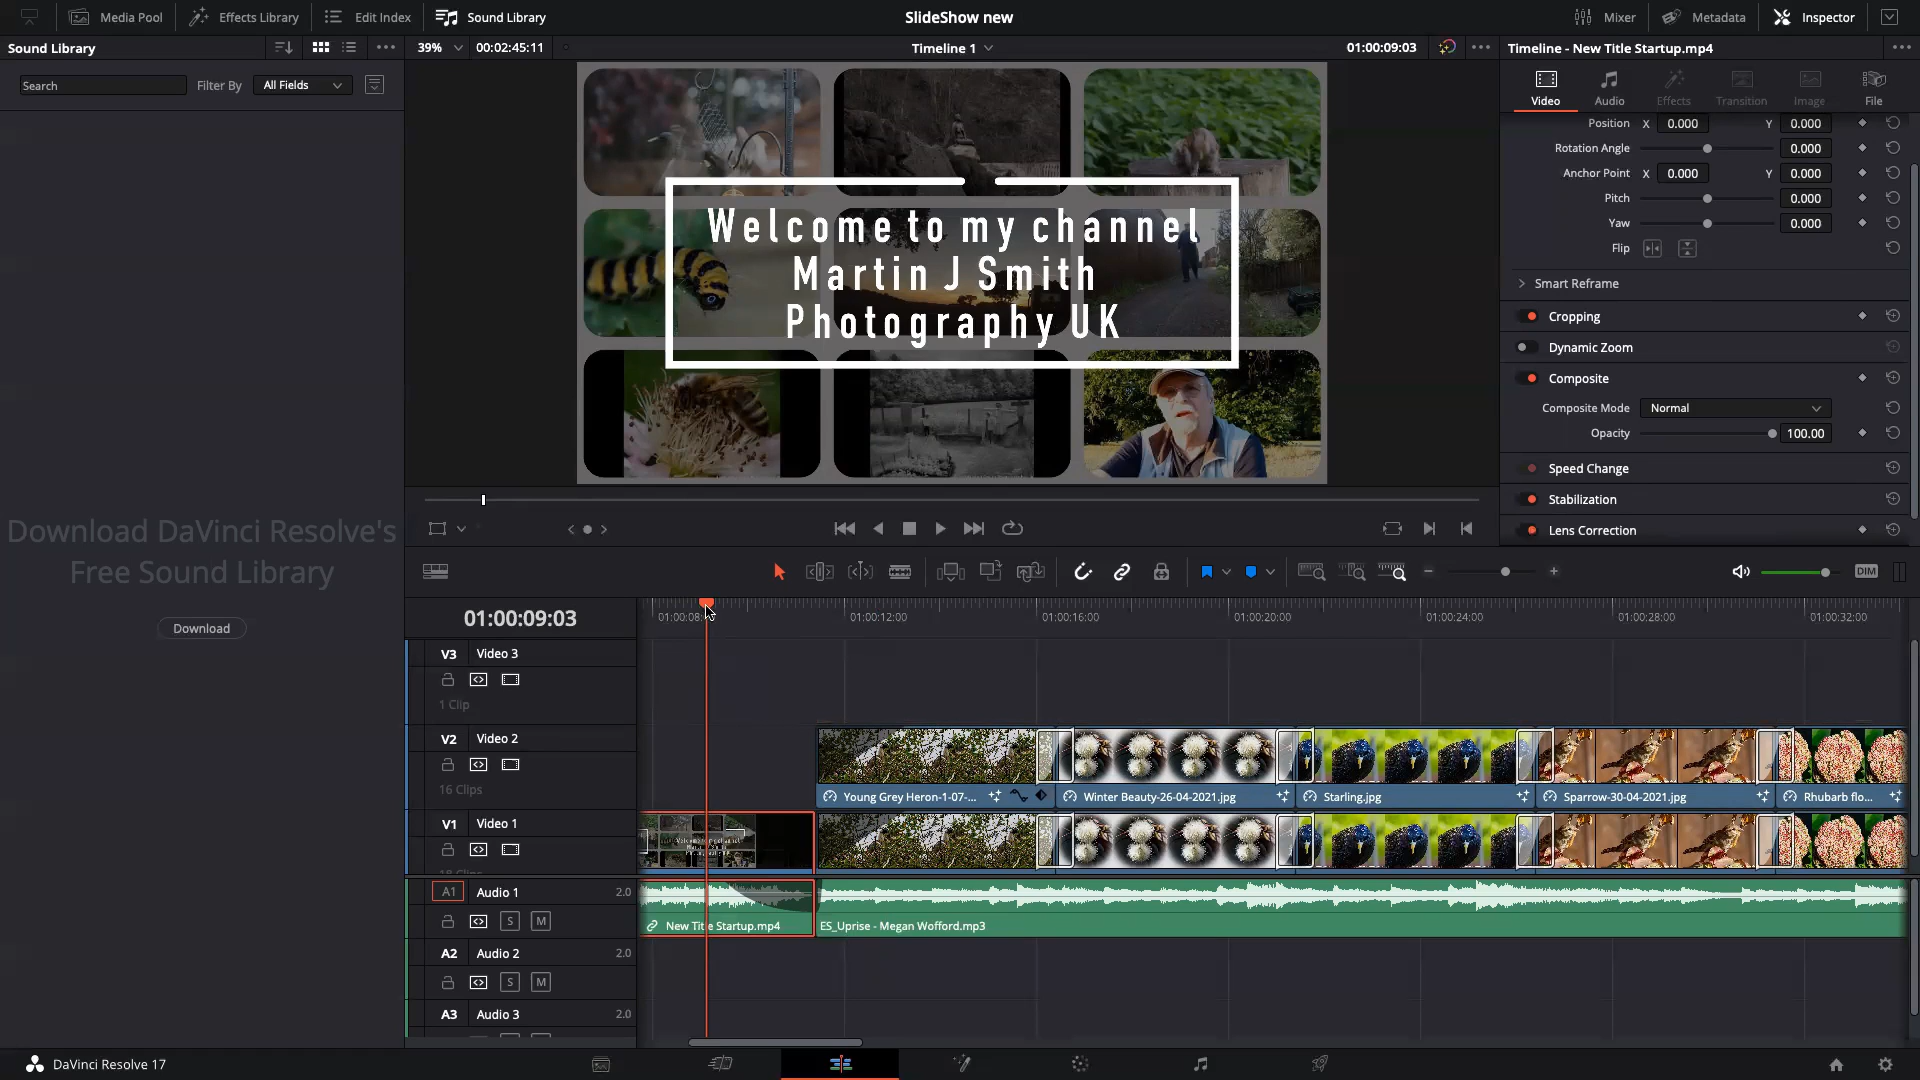 Media Pool
Effects Library
Edit Index
Sound Library
SlideShow new
Mixer
Metadata
Inspector
Sound Library
39%
00:02:45:11
Timeline 1
01:00:09:03
Timeline - New Title Startup.mp4
Search
Filter By
All Fields
Video
Audio
Effects
Transition
Image
File
Position X 0.000 Y 0.000
Rotation Angle 0.000
Anchor Point X 0.000 Y 0.000
Pitch 0.000
Yaw 0.000
Flip
Smart Reframe
Cropping
Dynamic Zoom
Composite
Composite Mode Normal
Opacity 100.00
Speed Change
Stabilization
Lens Correction
Welcome to my channel
Martin J Smith
Photography UK
Download DaVinci Resolve's
Free Sound Library
Download
DIM
01:00:09:03
01:00:12:00
01:00:16:00
01:00:20:00
01:00:24:00
01:00:28:00
01:00:32:00
V3 Video 3
1 Clip
V2 Video 2
16 Clips
Young Grey Heron-1-07-...
Winter Beauty-26-04-2021.jpg
Starling.jpg
Sparrow-30-04-2021.jpg
Rhubarb flo...
V1 Video 1
A1 Audio 1 2.0
S M
New Title Startup.mp4
ES_Uprise - Megan Wofford.mp3
A2 Audio 2 2.0
S M
A3 Audio 3 2.0
DaVinci Resolve 17